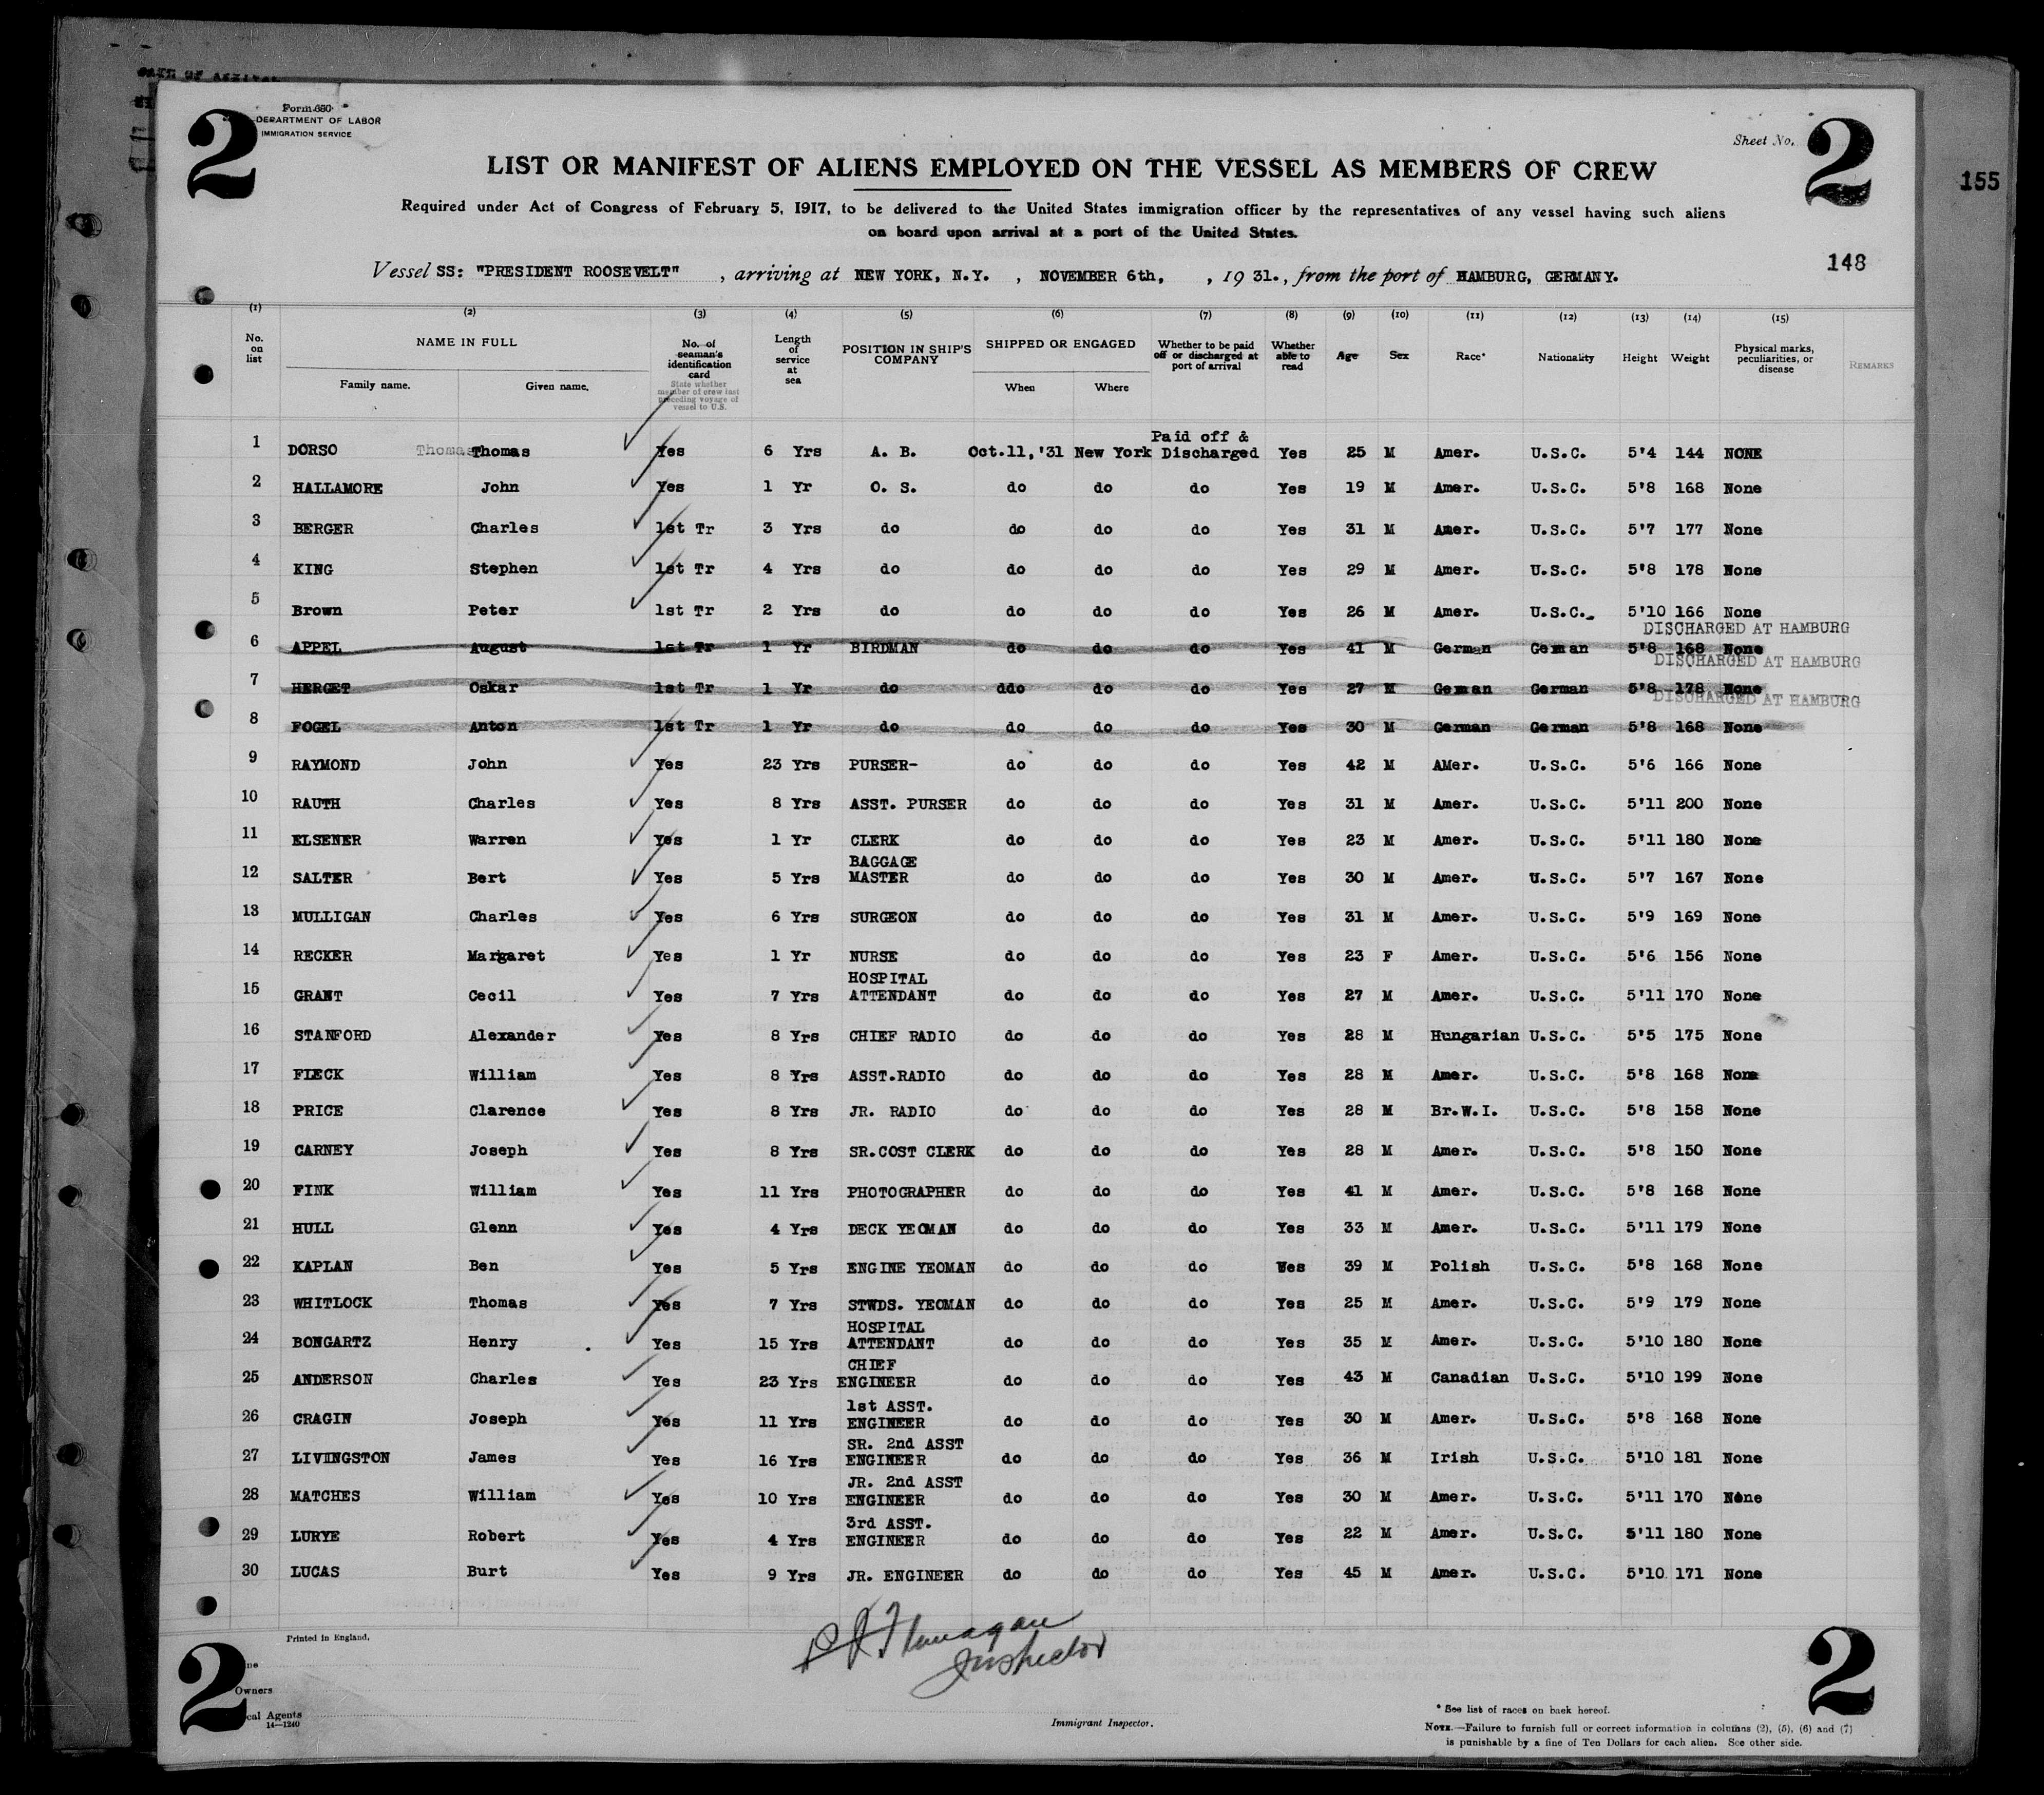 2
Form 680
DEPARTMENT OF LABOR
IMMIGRATION SERVICE
Sheet No. 2
155
LIST OR MANIFEST OF ALIENS EMPLOYED ON THE VESSEL AS MEMBERS OF CREW
Required under Act of Congress of February 5, 1917, to be delivered to the United States immigration officer by the representatives of any vessel having such aliens
on board upon arrival at a port of the United States.
148
Vessel SS: "PRESIDENT ROOSEVELT" , arriving at NEW YORK, N.Y. , NOVEMBER 6th, , 19 31., from the port of HAMBURG, GERMANY.
(1) (2) (3) (4) (5) (6) (7) (8) (9) (10) (11) (12) (13) (14) (15)
No. on list NAME IN FULL Family name. Given name. No. of seaman's identification card State whether member of crew last preceding voyage of vessel to U.S. Length of service at sea POSITION IN SHIP'S COMPANY SHIPPED OR ENGAGED When Where Whether to be paid off or discharged at port of arrival Whether able to read Age Sex Race* Nationality Height Weight Physical marks, peculiarities, or disease REMARKS
1 DORSO Thomas Thomas Yes 6 Yrs A. B. Oct.11,'31 New York Paid off & Discharged Yes 25 M Amer. U.S.C. 5'4 144 NONE
2 HALLAMORE John Yes 1 Yr O. S. do do do Yes 19 M Amer. U.S.C. 5'8 168 None
3 BERGER Charles 1st Tr 3 Yrs do do do do Yes 31 M Amer. U.S.C. 5'7 177 None
4 KING Stephen 1st Tr 4 Yrs do do do do Yes 29 M Amer. U.S.C. 5'8 178 None
5 Brown Peter 1st Tr 2 Yrs do do do do Yes 26 M Amer. U.S.C. 5'10 166 None
DISCHARGED AT HAMBURG
6 APPEL August 1st Tr 1 Yr BIRDMAN do do do Yes 41 M German Geman 5'8 168 None
DISCHARGED AT HAMBURG
7 HERGET Oskar 1st Tr 1 Yr do ddo do do Yes 27 M Geman German 5'8 178 None
DISCHARGED AT HAMBURG
8 FOGEL Anton 1st Tr 1 Yr do do do do Yes 30 M German German 5'8 168 None
9 RAYMOND John Yes 23 Yrs PURSER- do do do Yes 42 M AMer. U.S.C. 5'6 166 None
10 RAUTH Charles Yes 8 Yrs ASST. PURSER do do do Yes 31 M Amer. U.S.C. 5'11 200 None
11 ELSENER Warren Yes 1 Yr CLERK do do do Yes 23 M Amer. U.S.C. 5'11 180 None
12 SALTER Bert Yes 5 Yrs BAGGAGE MASTER do do do Yes 30 M Amer. U.S.C. 5'7 167 None
13 MULLIGAN Charles Yes 6 Yrs SURGEON do do do Yes 31 M Amer. U.S.C. 5'9 169 None
14 RECKER Margaret Yes 1 Yr NURSE do do do Yes 23 F Amer. U.S.C. 5'6 156 None
15 GRANT Cecil Yes 7 Yrs HOSPITAL ATTENDANT do do do Yes 27 M Amer. U.S.C. 5'11 170 None
16 STANFORD Alexander Yes 8 Yrs CHIEF RADIO do do do Yes 28 M Hungarian U.S.C. 5'5 175 None
17 FLECK William Yes 8 Yrs ASST.RADIO do do do Yes 28 M Amer. U.S.C. 5'8 168 None
18 PRICE Clarence Yes 8 Yrs JR. RADIO do do do Yes 28 M Br.W.I. U.S.C. 5'8 158 None
19 CARNEY Joseph Yes 8 Yrs SR.COST CLERK do do do Yes 28 M Amer. U.S.C. 5'8 150 None
20 FINK William Yes 11 Yrs PHOTOGRAPHER do do do Yes 41 M Amer. U.S.C. 5'8 168 None
21 HULL Glenn Yes 4 Yrs DECK YEOMAN do do do Yes 33 M Amer. U.S.C. 5'11 179 None
22 KAPLAN Ben Yes 5 Yrs ENGINE YEOMAN do do do Yes 39 M Polish U.S.C. 5'8 168 None
23 WHITLOCK Thomas Yes 7 Yrs STWDS. YEOMAN do do do Yes 25 M Amer. U.S.C. 5'9 179 None
24 BONGARTZ Henry Yes 15 Yrs HOSPITAL ATTENDANT do do do Yes 35 M Amer. U.S.C. 5'10 180 None
25 ANDERSON Charles Yes 23 Yrs CHIEF ENGINEER do do do Yes 43 M Canadian U.S.C. 5'10 199 None
26 CRAGIN Joseph Yes 11 Yrs 1st ASST. ENGINEER do do do Yes 30 M Amer. U.S.C. 5'8 168 None
27 LIVINGSTON James Yes 16 Yrs SR. 2nd ASST ENGINEER do do do Yes 36 M Irish U.S.C. 5'10 181 None
28 MATCHES William Yes 10 Yrs JR. 2nd ASST ENGINEER do do do Yes 30 M Amer. U.S.C. 5'11 170 None
29 LURYE Robert Yes 4 Yrs 3rd ASST. ENGINEER do do do Yes 22 M Amer. U.S.C. 5'11 180 None
30 LUCAS Burt Yes 9 Yrs JR. ENGINEER do do do Yes 45 M Amer. U.S.C. 5'10 171 None
Printed in England.
Flanagan
Inspector
2
Owners
cal Agents
14—1240
Immigrant Inspector.
2
* See list of races on back hereof.
NOTE.—Failure to furnish full or correct information in columns (2), (5), (6) and (7)
is punishable by a fine of Ten Dollars for each alien. See other side.